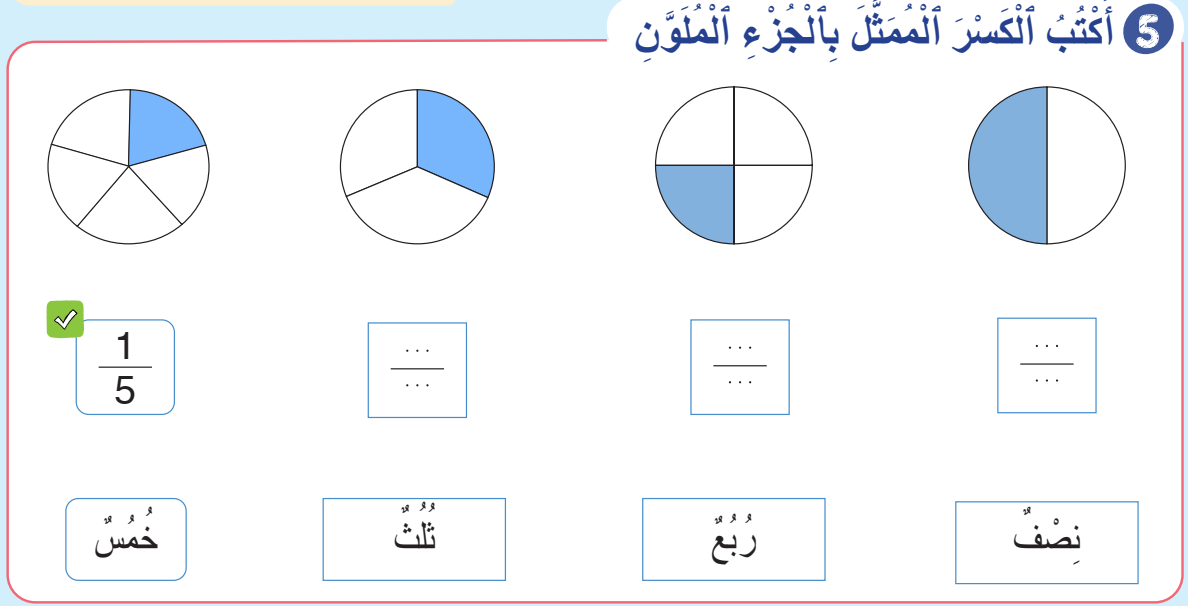 5 أَكْتُبُ ٱلْكَسْرَ ٱلْمُمَثَّلَ بِٱلْجُزْءِ ٱلْمُلَوَّنِ
... ... ... 1
... ... ... 5
نِصْفٌ رُبُعٌ ثُلُثٌ خُمُسٌ